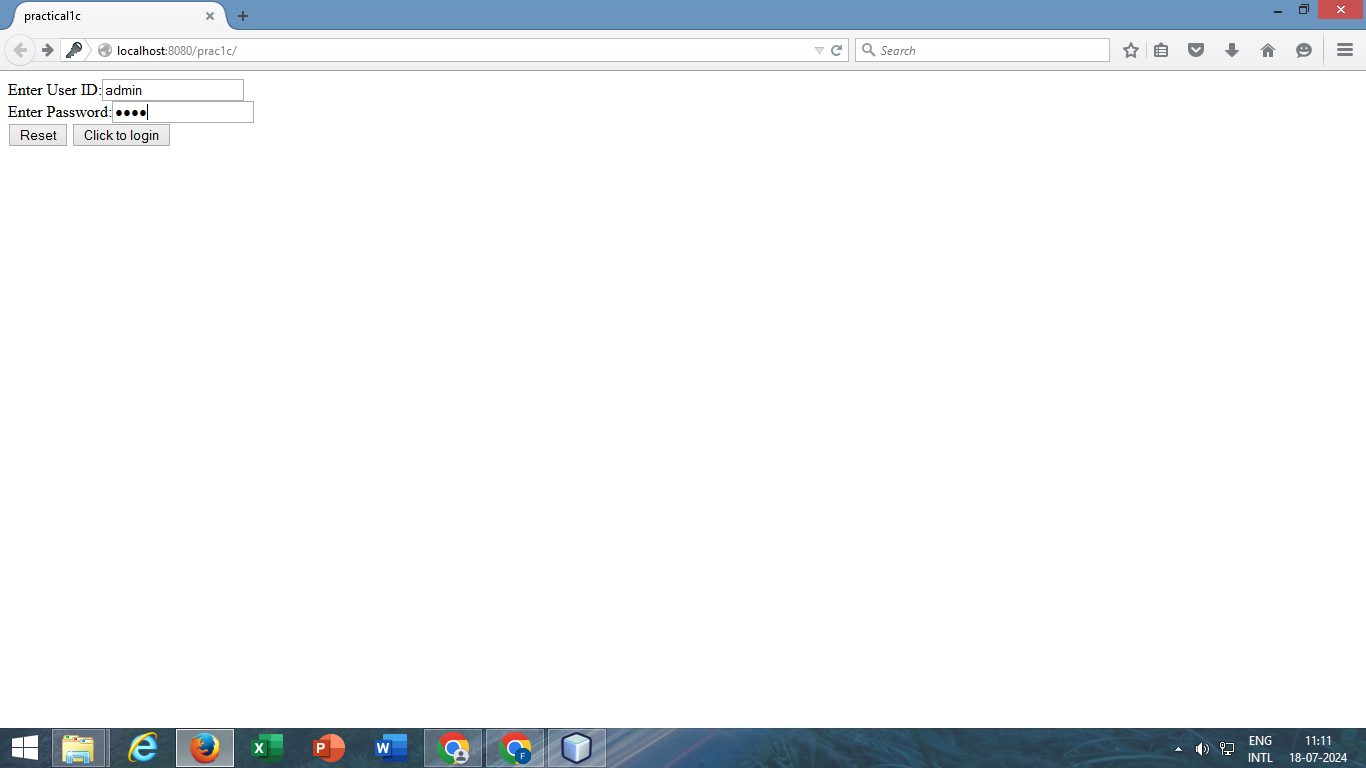 practical1c
localhost:8080/prac1c/
Search
Enter User ID: admin
Enter Password: ●●●●
Reset Click to login
ENG 11:11
INTL 18-07-2024